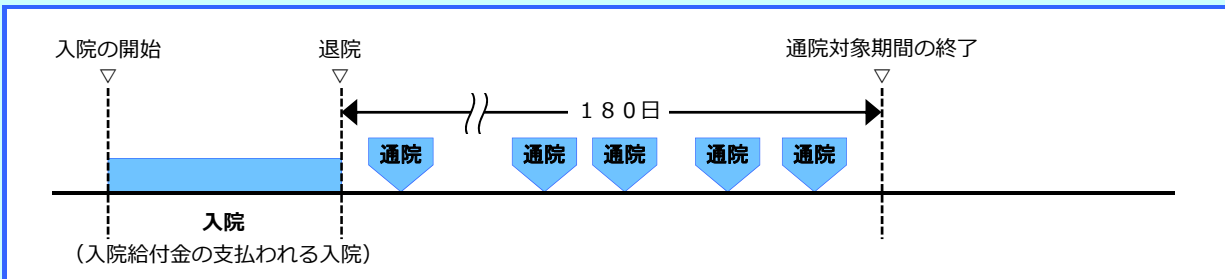 入院の開始
退院
通院対象期間の終了
▽
▽
▽
１８０日
通院
通院
通院
通院
通院
入院
（入院給付金の支払われる入院）